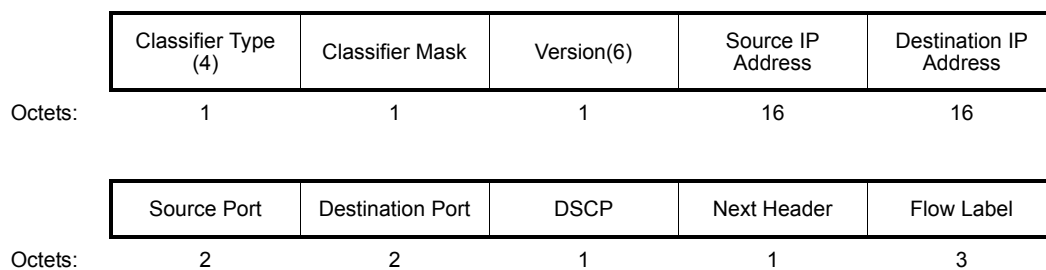 Classifier Type
(4)
Classifier Mask
Version(6)
Source IP
Address
Destination IP
Address
Octets: 1 1 1 16 16
Source Port
Destination Port
DSCP
Next Header
Flow Label
Octets: 2 2 1 1 3